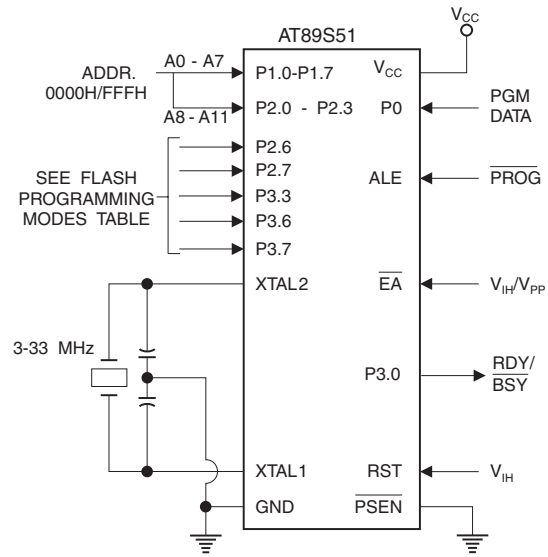 AT89S51
V_CC
A0 - A7
ADDR.
0000H/FFFH
A8 - A11
P1.0-P1.7
V_CC
P2.0 - P2.3
P0
PGM
DATA
P2.6
P2.7
SEE FLASH
PROGRAMMING
MODES TABLE
P3.3
P3.6
P3.7
ALE
PROG
XTAL2
EA
V_IH/V_PP
3-33 MHz
P3.0
RDY/
BSY
XTAL1
RST
V_IH
GND
PSEN